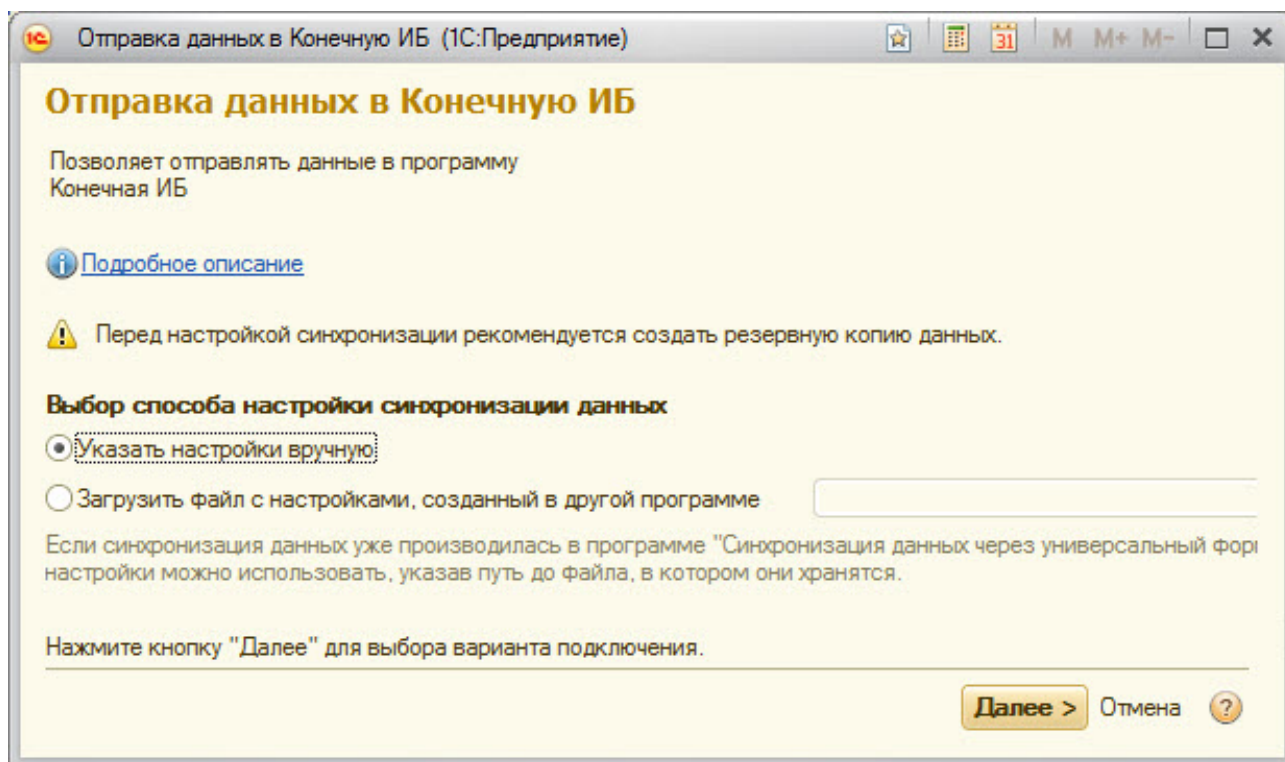 1С Отправка данных в Конечную ИБ (1С:Предприятие) 31 M M+ M-
Отправка данных в Конечную ИБ
Позволяет отправлять данные в программу
Конечная ИБ
Подробное описание
Перед настройкой синхронизации рекомендуется создать резервную копию данных.
Выбор способа настройки синхронизации данных
Указать настройки вручную
Загрузить файл с настройками, созданный в другой программе
Если синхронизация данных уже производилась в программе "Синхронизация данных через универсальный
настройки можно использовать, указав путь до файла, в котором они хранятся.
Нажмите кнопку "Далее" для выбора варианта подключения.
Далее > Отмена ?